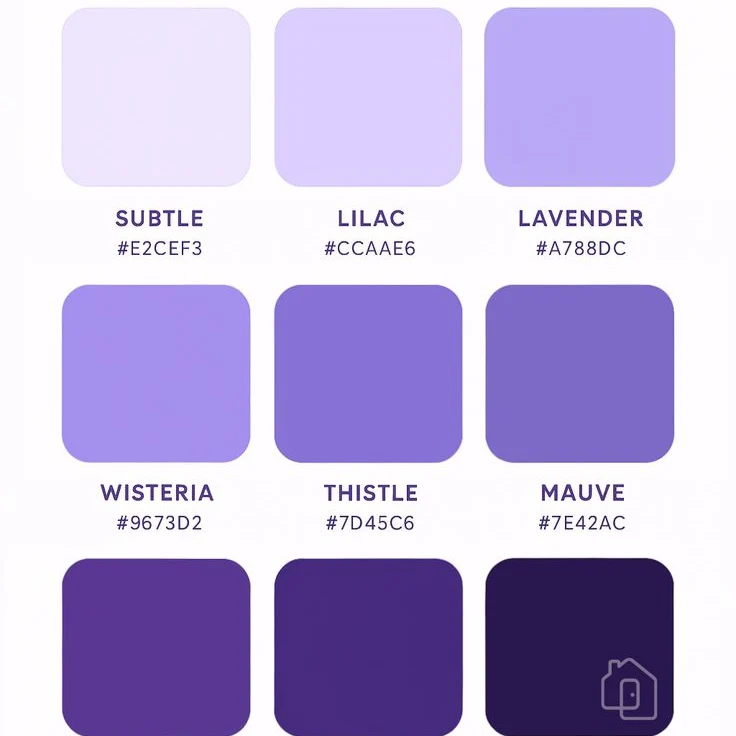 SUBTLE
#E2CEF3
LILAC
#CCAAE6
LAVENDER
#A788DC
WISTERIA
#9673D2
THISTLE
#7D45C6
MAUVE
#7E42AC